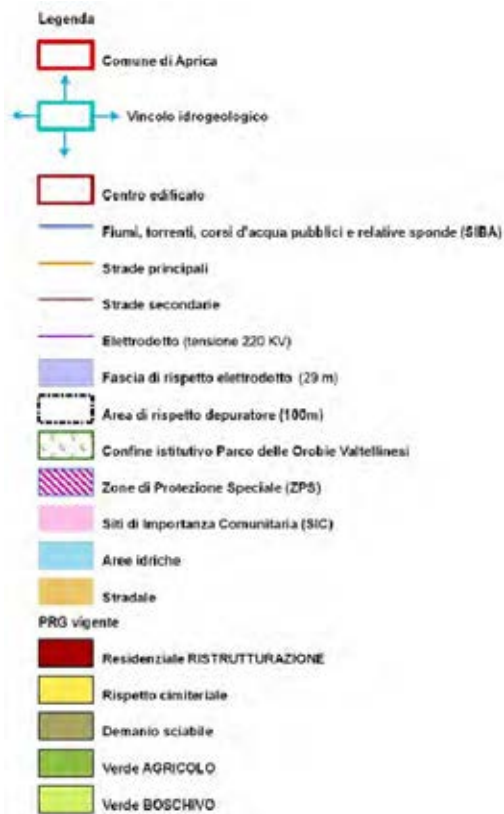 Legenda
Comune di Aprica
Vincolo idrogeologico
Centro edificato
Fiumi, torrenti, corsi d'acqua pubblici e relative sponde (SIBA)
Strade principali
Strade secondarie
Elettrodotto (tensione 220 KV)
Fascia di rispetto elettrodotto (29 m)
Area di rispetto depuratore (100m)
Confine istitutivo Parco delle Orobie Valtellinesi
Zone di Protezione Speciale (ZPS)
Siti di Importanza Comunitaria (SIC)
Aree idriche
Stradale
PRG vigente
Residenziale RISTRUTTURAZIONE
Rispetto cimiteriale
Demanio sciabile
Verde AGRICOLO
Verde BOSCHIVO